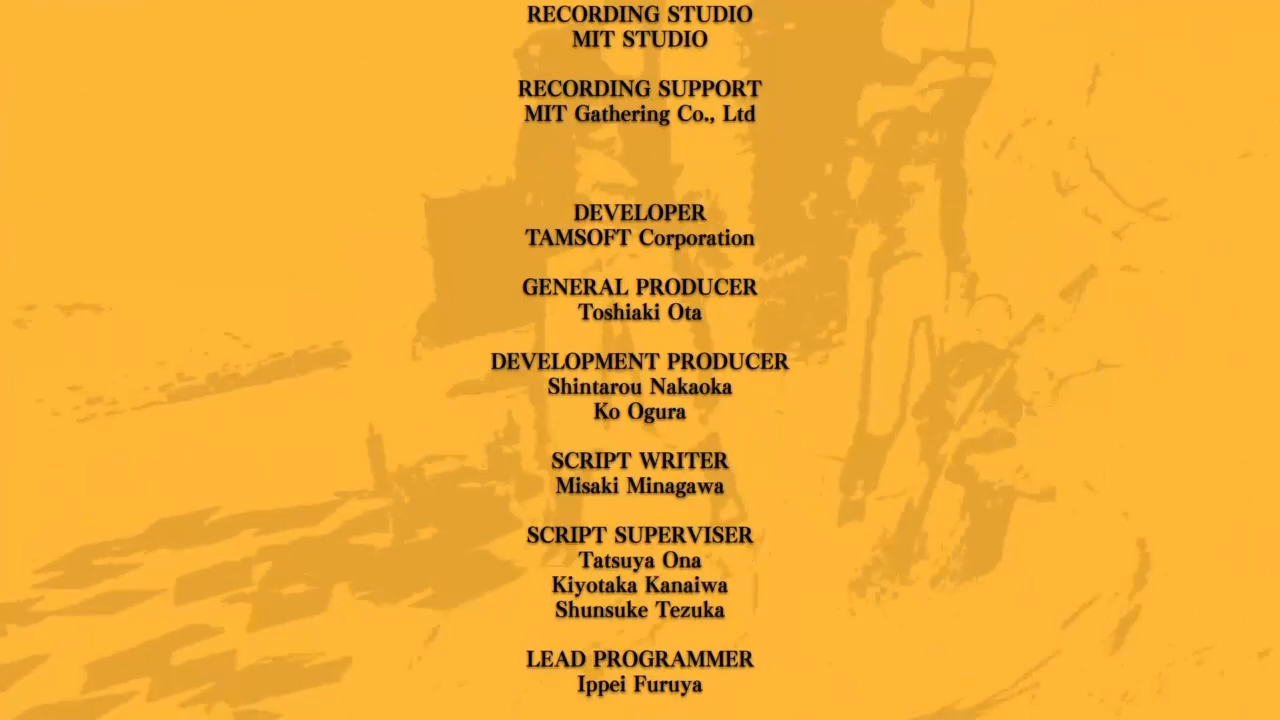 RECORDING STUDIO
MIT STUDIO
RECORDING SUPPORT
MIT Gathering Co., Ltd
DEVELOPER
TAMSOFT Corporation
GENERAL PRODUCER
Toshiaki Ota
DEVELOPMENT PRODUCER
Shintarou Nakaoka
Ko Ogura
SCRIPT WRITER
Misaki Minagawa
SCRIPT SUPERVISER
Tatsuya Ona
Kiyotaka Kanaiwa
Shunsuke Tezuka
LEAD PROGRAMMER
Ippei Furuya